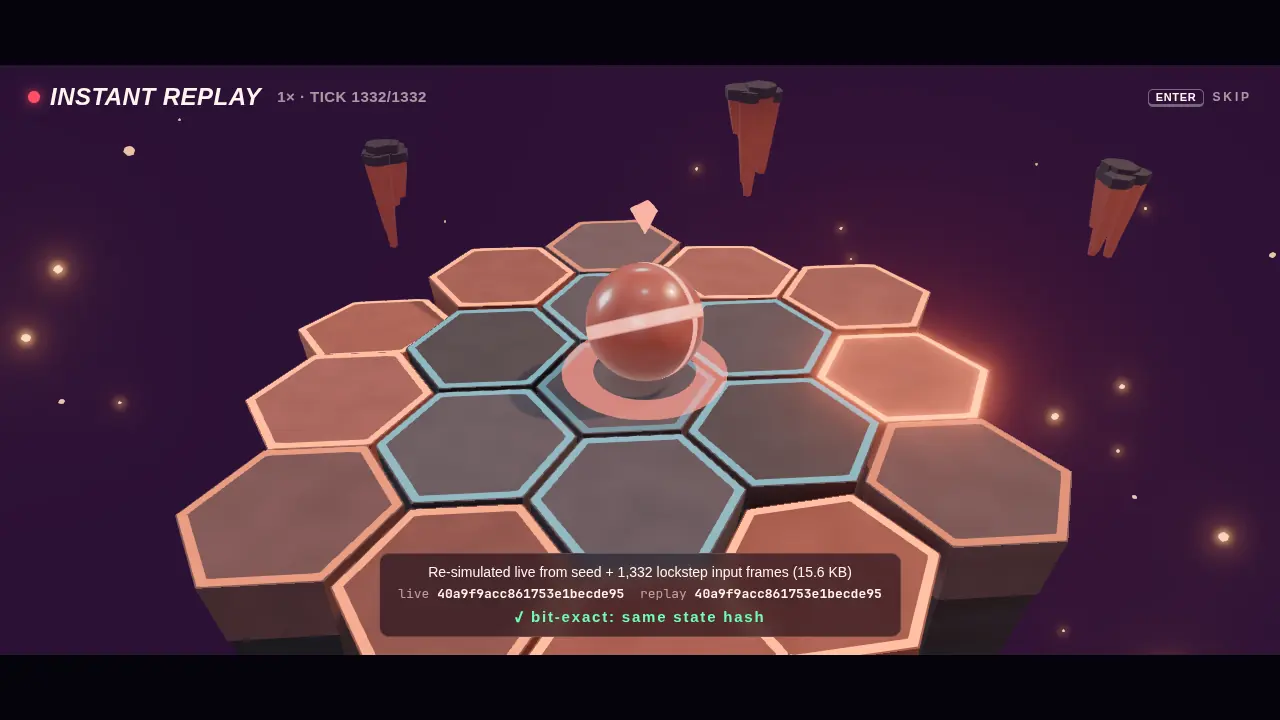 INSTANT REPLAY 1× · TICK 1332/1332
ENTER SKIP
Re-simulated live from seed + 1,332 lockstep input frames (15.6 KB)
live 40a9f9acc861753e1becde95 replay 40a9f9acc861753e1becde95
✓ bit-exact: same state hash